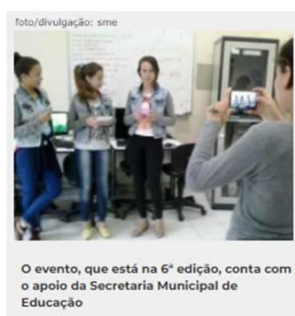 foto/divulgação: sme
O evento, que está na 6ª edição, conta com
o apoio da Secretaria Municipal de
Educação